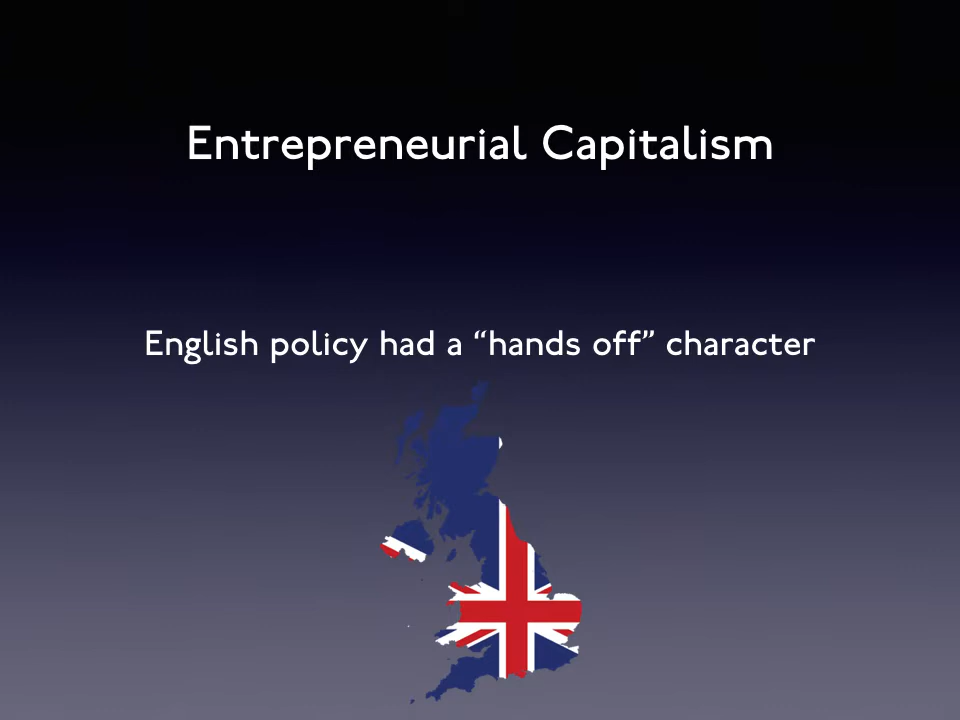 Entrepreneurial Capitalism
English policy had a “hands off” character